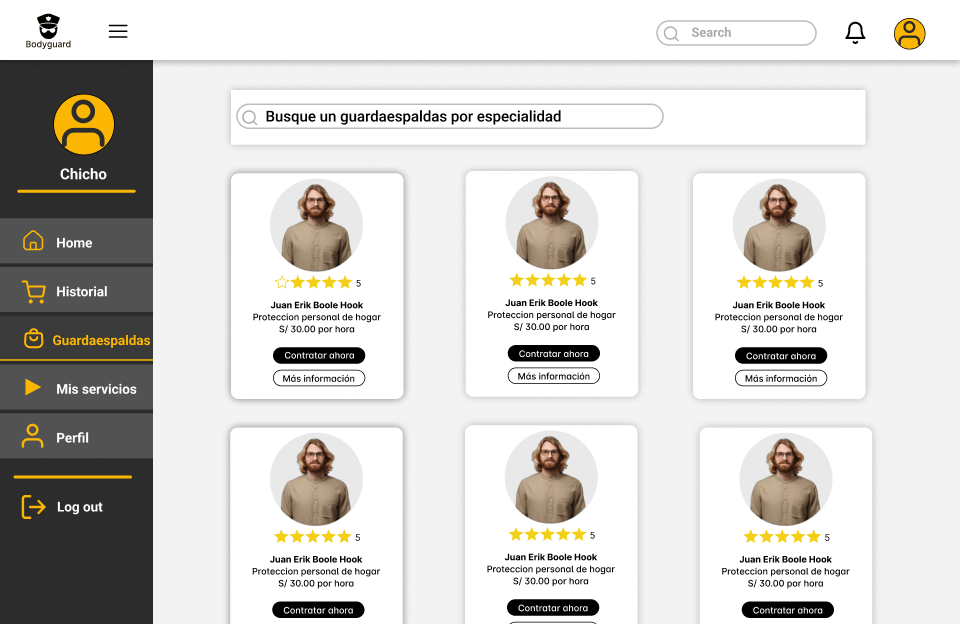 Bodyguard
Search
Chicho
Home
Historial
Guardaespaldas
Mis servicios
Perfil
Log out
Busque un guardaespaldas por especialidad
5
Juan Erik Boole Hook
Proteccion personal de hogar
S/ 30.00 por hora
Contratar ahora
Más información
5
Juan Erik Boole Hook
Proteccion personal de hogar
S/ 30.00 por hora
Contratar ahora
Más información
5
Juan Erik Boole Hook
Proteccion personal de hogar
S/ 30.00 por hora
Contratar ahora
Más información
5
Juan Erik Boole Hook
Proteccion personal de hogar
S/ 30.00 por hora
Contratar ahora
5
Juan Erik Boole Hook
Proteccion personal de hogar
S/ 30.00 por hora
Contratar ahora
5
Juan Erik Boole Hook
Proteccion personal de hogar
S/ 30.00 por hora
Contratar ahora